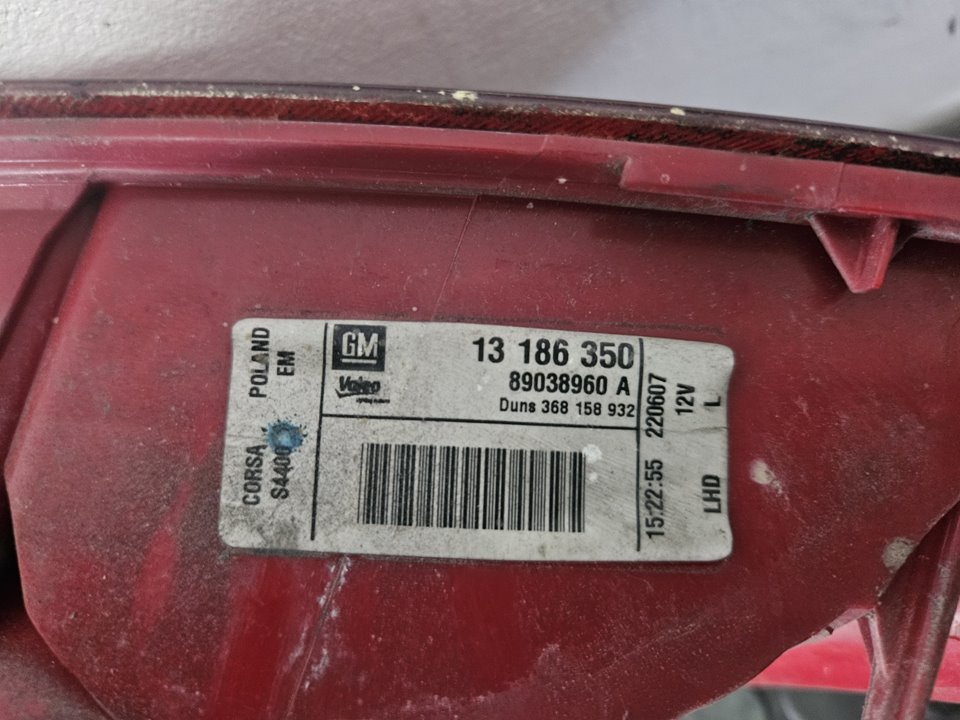 CORSA POLAND
S4400 EM
GM
Valeo
13 186 350
89038960 A
Duns 368 158 932
15:22:55 220607
12V
LHD L